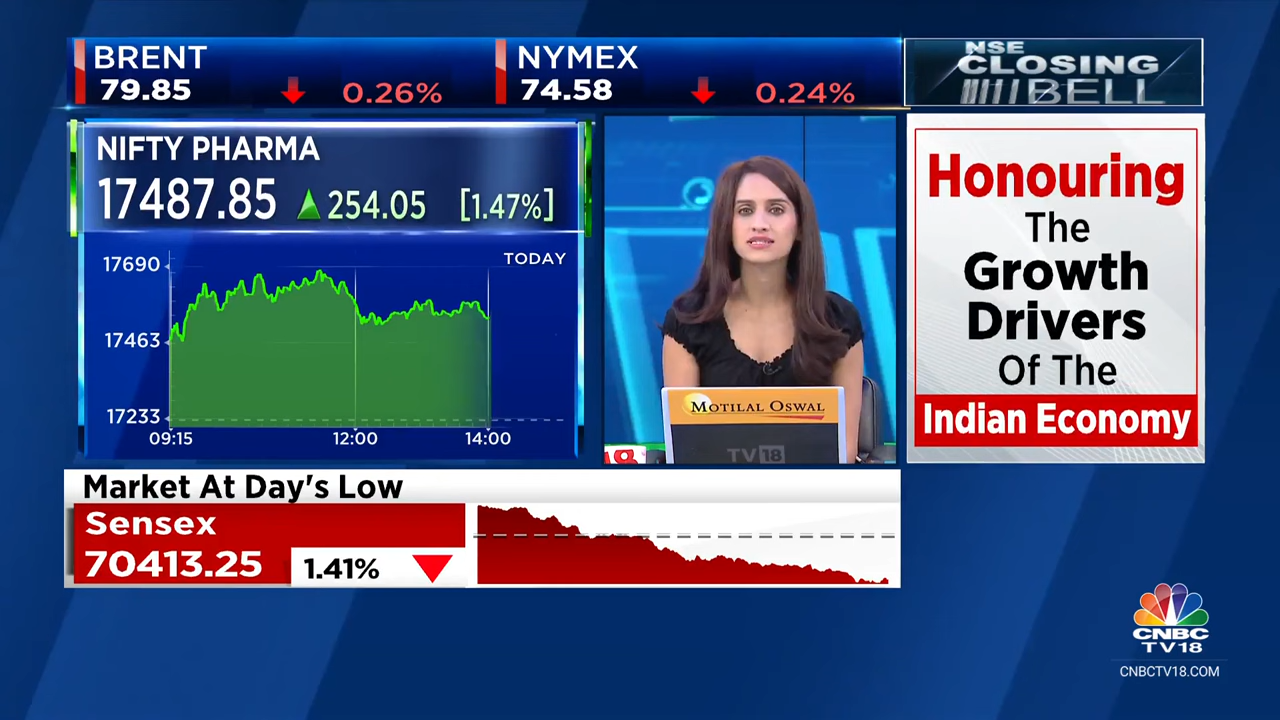 BRENT
79.85 0.26%
NYMEX
74.58 0.24%
NSE
CLOSING
BELL
NIFTY PHARMA
17487.85 254.05 [1.47%]
TODAY
17690
17463
17233
09:15 12:00 14:00
MOTILAL OSWAL
TV18
18
Honouring
The
Growth
Drivers
Of The
Indian Economy
Market At Day's Low
Sensex
70413.25 1.41%
CNBC
TV18
CNBCTV18.COM